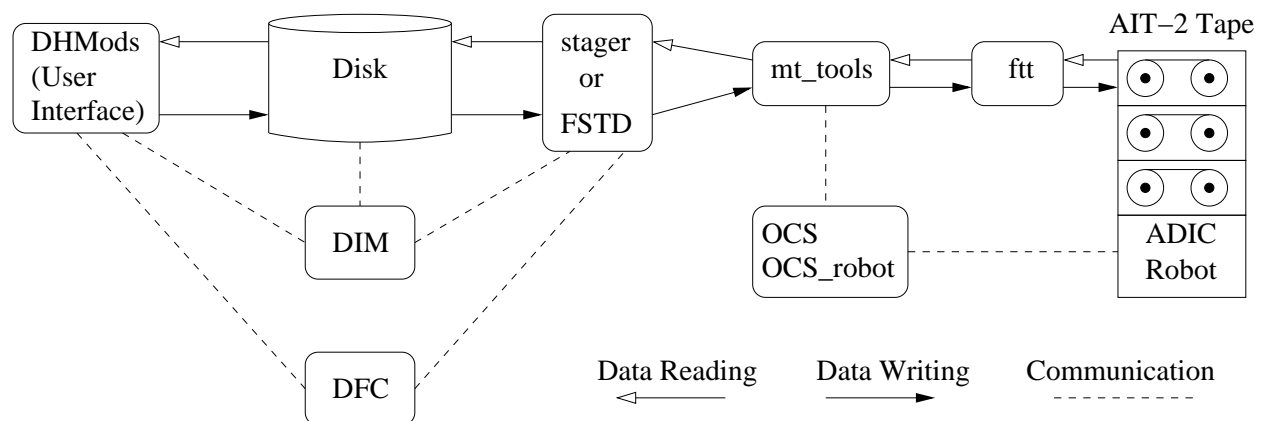 DHMods
(User
Interface)
Disk
stager
or
FSTD
mt_tools
ftt
AIT−2 Tape
DIM
OCS
OCS_robot
ADIC
Robot
DFC
Data Reading
Data Writing
Communication